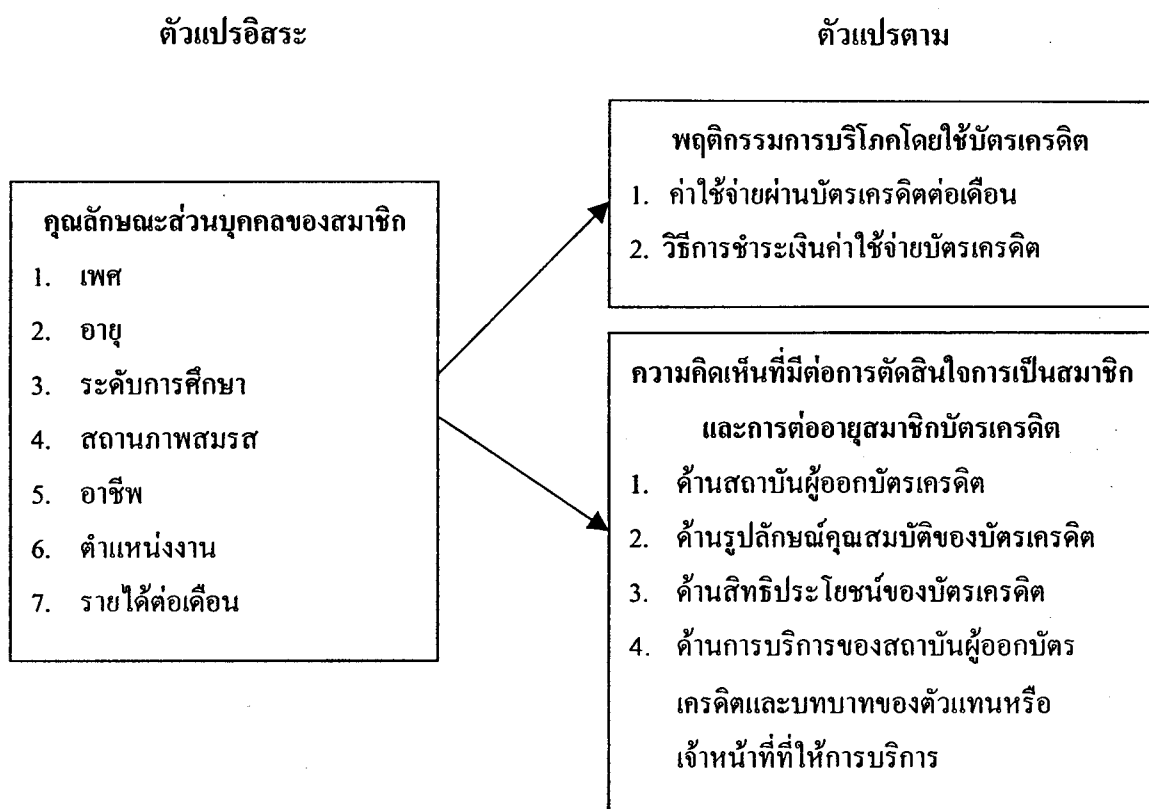 ตัวแปรอิสระ
ตัวแปรตาม
คุณลักษณะส่วนบุคคลของสมาชิก
1. เพศ
2. อายุ
3. ระดับการศึกษา
4. สถานภาพสมรส
5. อาชีพ
6. ตำแหน่งงาน
7. รายได้ต่อเดือน
พฤติกรรมการบริโภคโดยใช้บัตรเครดิต
1. ค่าใช้จ่ายผ่านบัตรเครดิตต่อเดือน
2. วิธีการชำระเงินค่าใช้จ่ายบัตรเครดิต
ความคิดเห็นที่มีต่อการตัดสินใจการเป็นสมาชิก
และการต่ออายุสมาชิกบัตรเครดิต
1. ด้านสถาบันผู้ออกบัตรเครดิต
2. ด้านรูปลักษณ์คุณสมบัติของบัตรเครดิต
3. ด้านสิทธิประโยชน์ของบัตรเครดิต
4. ด้านการบริการของสถาบันผู้ออกบัตร
เครดิตและบทบาทของตัวแทนหรือ
เจ้าหน้าที่ที่ให้การบริการ